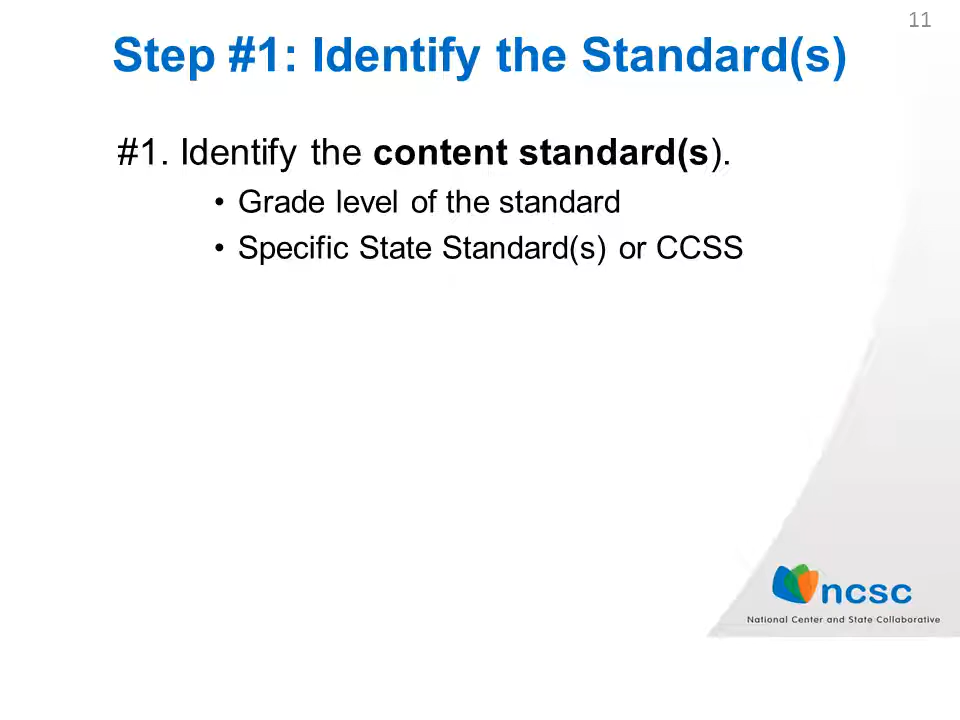 11
Step #1: Identify the Standard(s)
#1. Identify the content standard(s).
• Grade level of the standard
• Specific State Standard(s) or CCSS
ncsc
National Center and State Collaborative